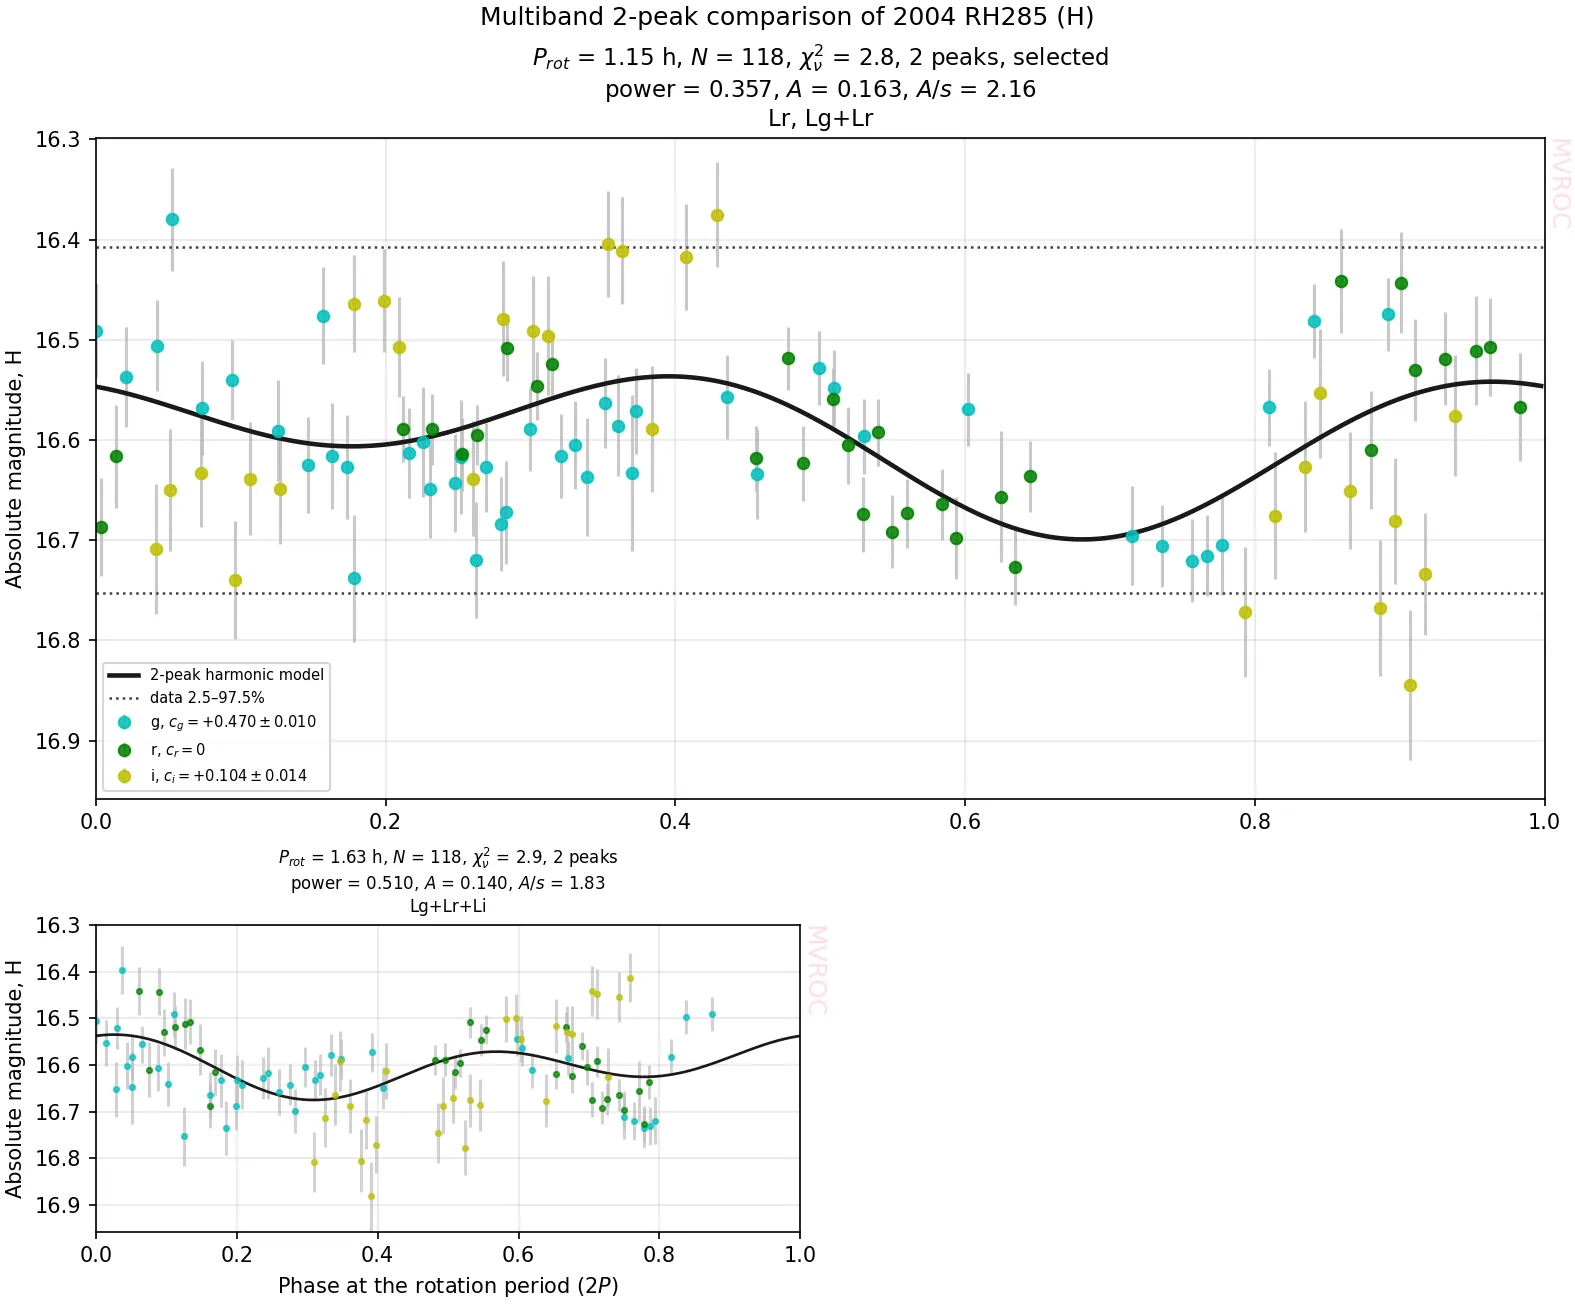 Multiband 2-peak comparison of 2004 RH285 (H)
P_rot = 1.15 h, N = 118, χ²_ν = 2.8, 2 peaks, selected
power = 0.357, A = 0.163, A/s = 2.16
Lr, Lg+Lr
16.3
16.4
16.5
16.6
16.7
16.8
16.9
Absolute magnitude, H
MVROC
2-peak harmonic model
data 2.5–97.5%
g, c_g = +0.470 ± 0.010
r, c_r = 0
i, c_i = +0.104 ± 0.014
0.0 0.2 0.4 0.6 0.8 1.0
P_rot = 1.63 h, N = 118, χ²_ν = 2.9, 2 peaks
power = 0.510, A = 0.140, A/s = 1.83
Lg+Lr+Li
16.3
16.4
16.5
16.6
16.7
16.8
16.9
Absolute magnitude, H
MVROC
0.0 0.2 0.4 0.6 0.8 1.0
Phase at the rotation period (2P)